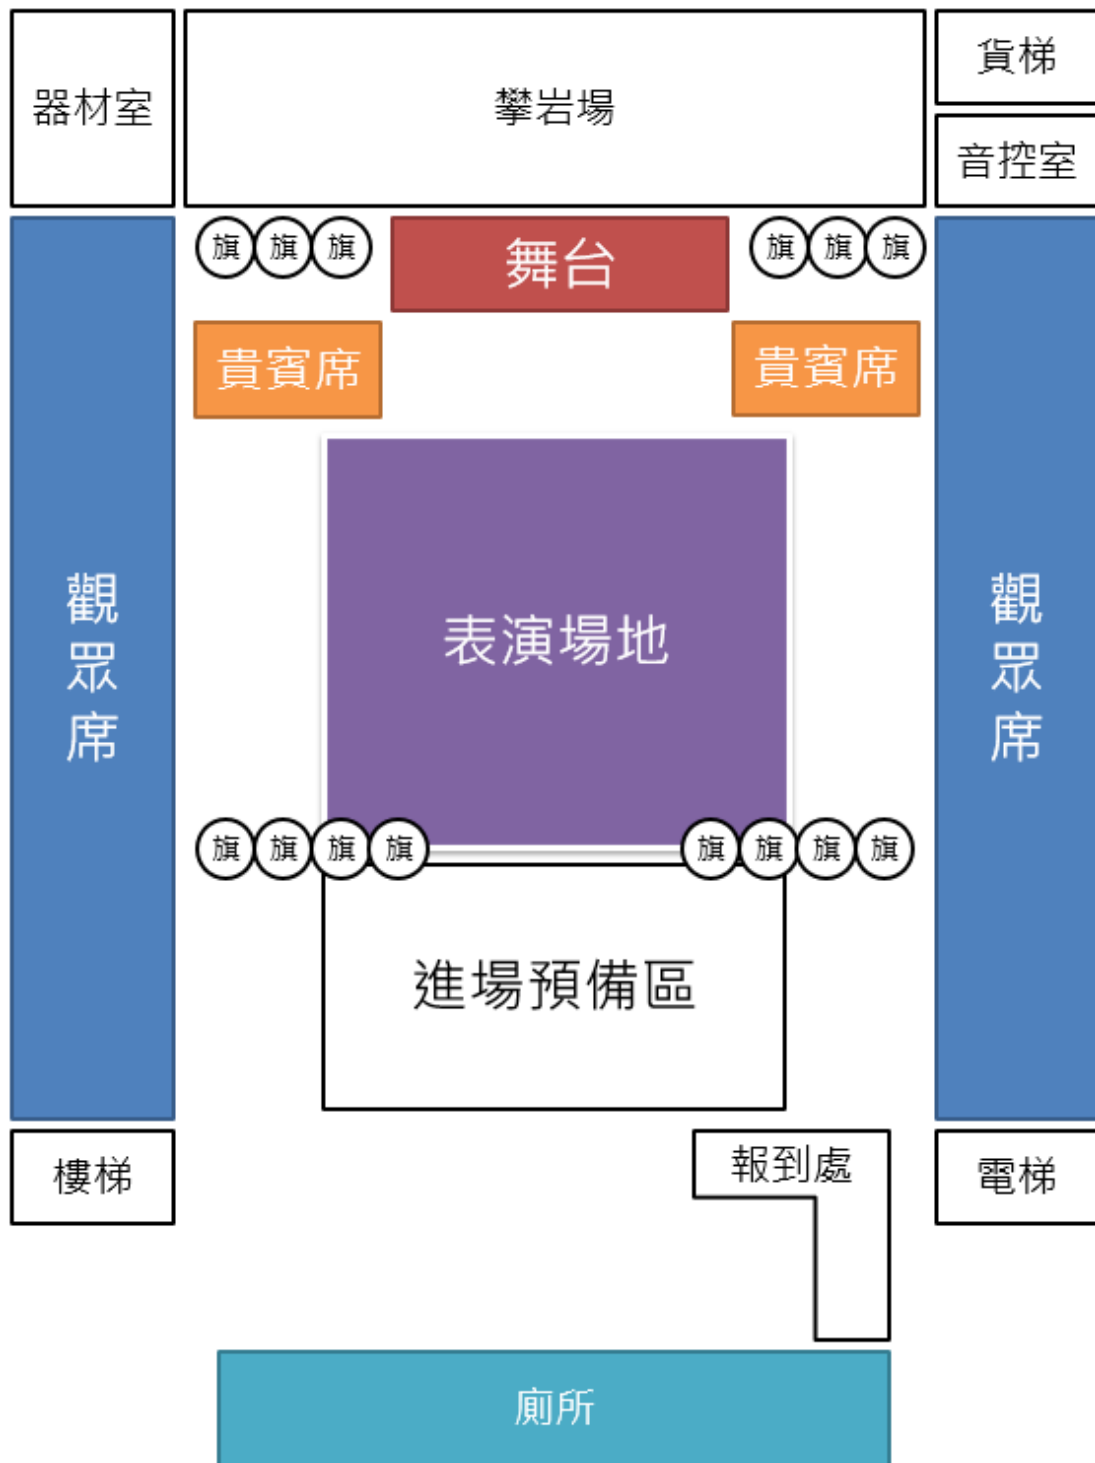 器材室
攀岩場
貨梯
音控室
旗旗旗
舞台
旗旗旗
貴賓席
貴賓席
觀眾席
表演場地
觀眾席
旗旗旗旗
旗旗旗旗
進場預備區
樓梯
報到處
電梯
廁所